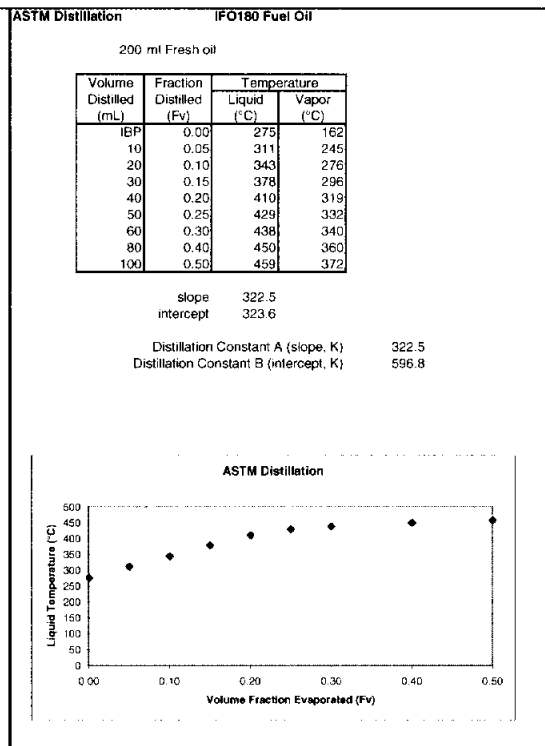 ASTM Distillation IFO180 Fuel Oil
200 ml Fresh oil
Volume Fraction Temperature
Distilled Distilled Liquid Vapor
(mL) (Fv) (°C) (°C)
IBP 0.00 275 162
10 0.05 311 245
20 0.10 343 276
30 0.15 378 296
40 0.20 410 319
50 0.25 429 332
60 0.30 438 340
80 0.40 450 360
100 0.50 459 372
slope 322.5
intercept 323.6
Distillation Constant A (slope, K) 322.5
Distillation Constant B (intercept, K) 596.8
ASTM Distillation
Liquid Temperature (°C)
500
450
400
350
300
250
200
150
100
50
0
0.00 0.10 0.20 0.30 0.40 0.50
Volume Fraction Evaporated (Fv)